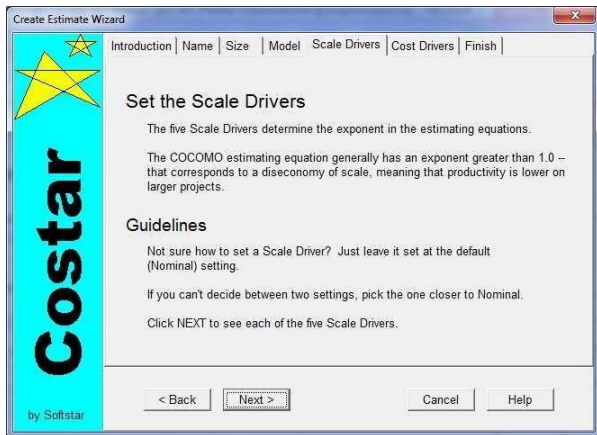 Create Estimate Wizard
Introduction | Name | Size | Model | Scale Drivers | Cost Drivers | Finish
Costar
by Softstar
Set the Scale Drivers
The five Scale Drivers determine the exponent in the estimating equations.
The COCOMO estimating equation generally has an exponent greater than 1.0 --
that corresponds to a diseconomy of scale, meaning that productivity is lower on
larger projects.
Guidelines
Not sure how to set a Scale Driver? Just leave it set at the default
(Nominal) setting.
If you can't decide between two settings, pick the one closer to Nominal.
Click NEXT to see each of the five Scale Drivers.
< Back Next > Cancel Help